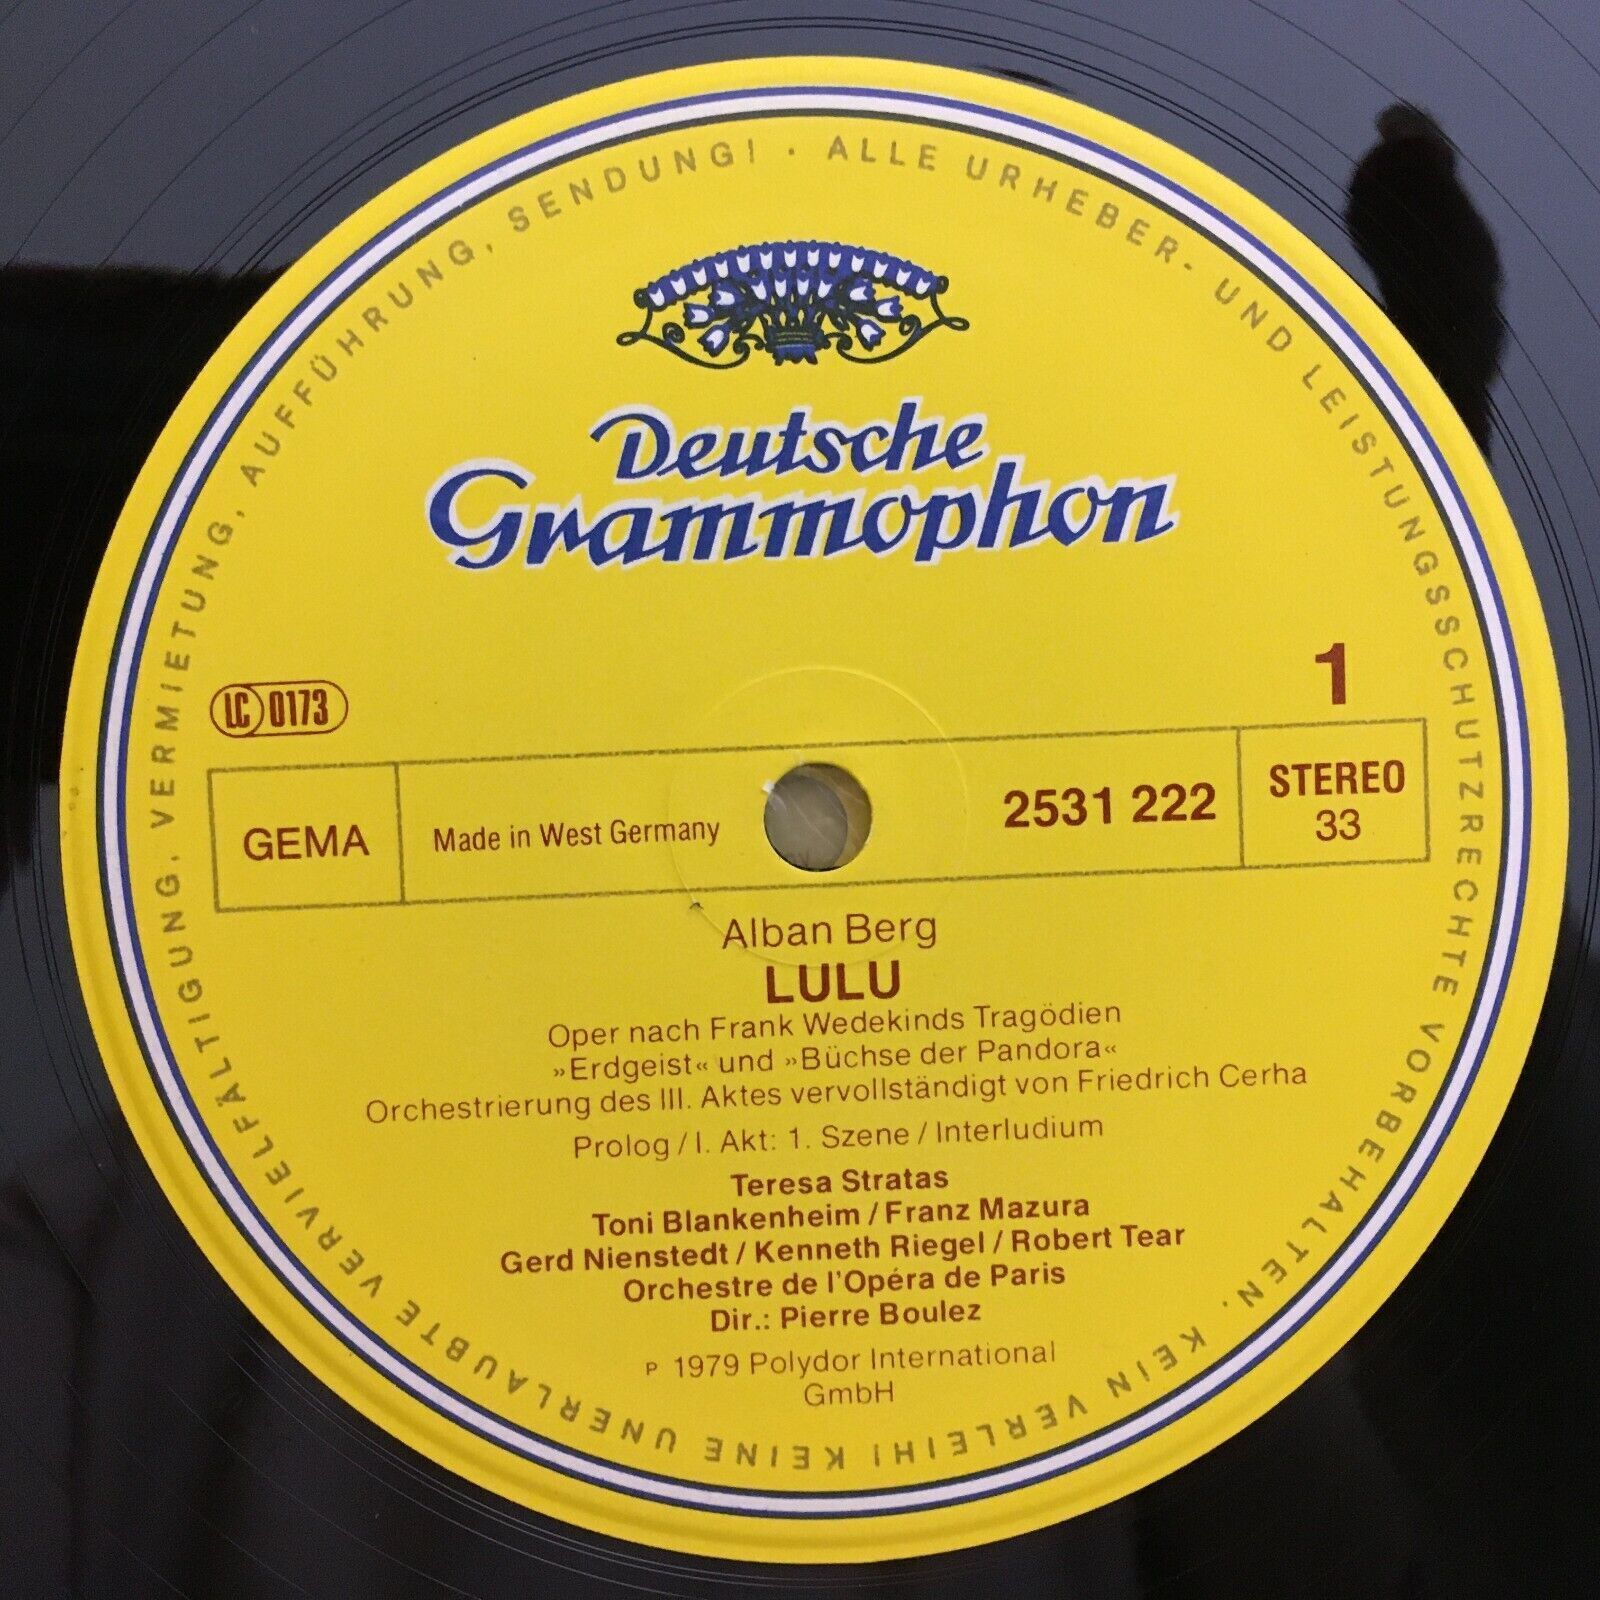 ALLE URHEBER- UND LEISTUNGSSCHUTZRECHTE VORBEHALTEN. KEIN VERLEIH! KEINE UNERLAUBTE VERVIELFÄLTIGUNG, VERMIETUNG, AUFFÜHRUNG, SENDUNG! ·
Deutsche
Grammophon
LC 0173
1
GEMA
Made in West Germany
2531 222
STEREO
33
Alban Berg
LULU
Oper nach Frank Wedekinds Tragödien
»Erdgeist« und »Büchse der Pandora«
Orchestrierung des III. Aktes vervollständigt von Friedrich Cerha
Prolog / I. Akt: 1. Szene / Interludium
Teresa Stratas
Toni Blankenheim / Franz Mazura
Gerd Nienstedt / Kenneth Riegel / Robert Tear
Orchestre de l'Opéra de Paris
Dir.: Pierre Boulez
P 1979 Polydor International
GmbH